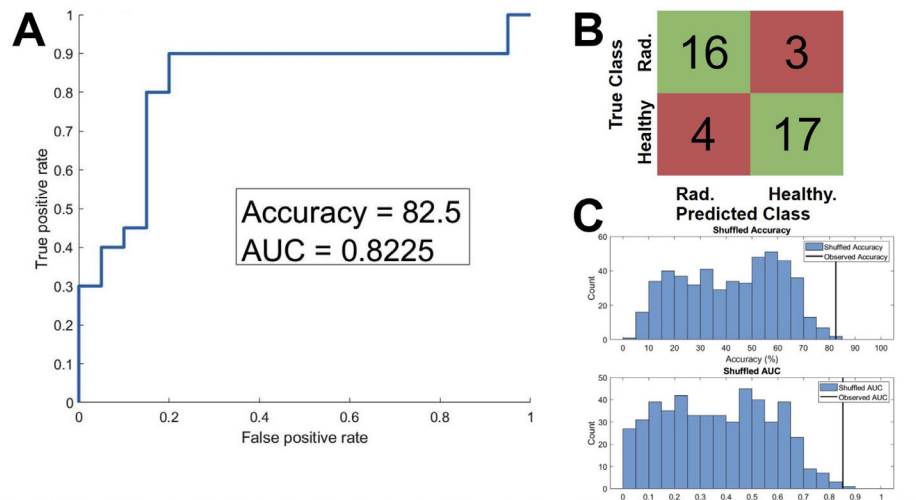 A
True positive rate
1
0.9
0.8
0.7
0.6
0.5
0.4
0.3
0.2
0.1
0
0 0.2 0.4 0.6 0.8 1
False positive rate
Accuracy = 82.5
AUC = 0.8225
B
True Class
Rad.
Healthy
16 3
4 17
Rad. Healthy.
Predicted Class
C
Shuffled Accuracy
Count
60
40
20
0
Shuffled Accuracy
Observed Accuracy
0 10 20 30 40 50 60 70 80 90 100
Accuracy (%)
Shuffled AUC
Count
50
40
30
20
10
0
Shuffled AUC
Observed AUC
0 0.1 0.2 0.3 0.4 0.5 0.6 0.7 0.8 0.9 1